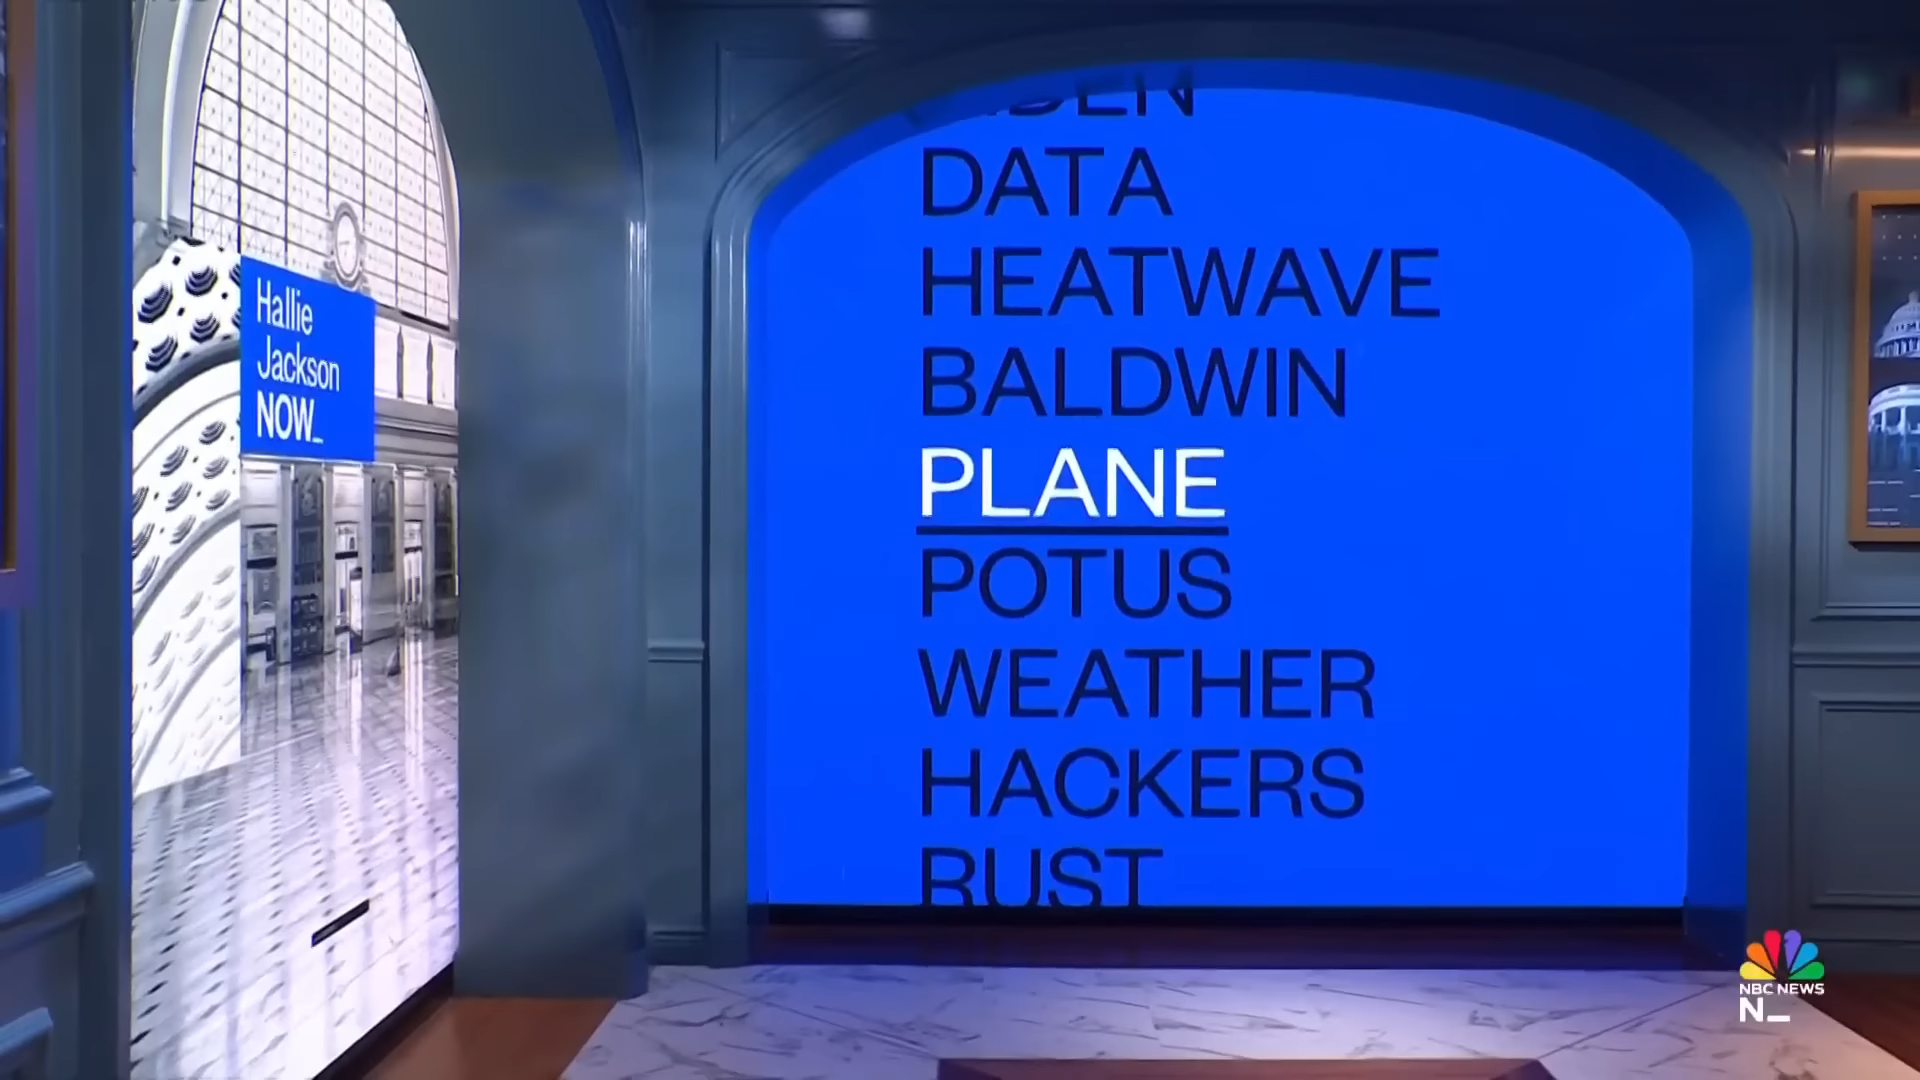 Hallie
Jackson
NOW_
DATA
HEATWAVE
BALDWIN
PLANE
POTUS
WEATHER
HACKERS
RUST
NBC NEWS
N_